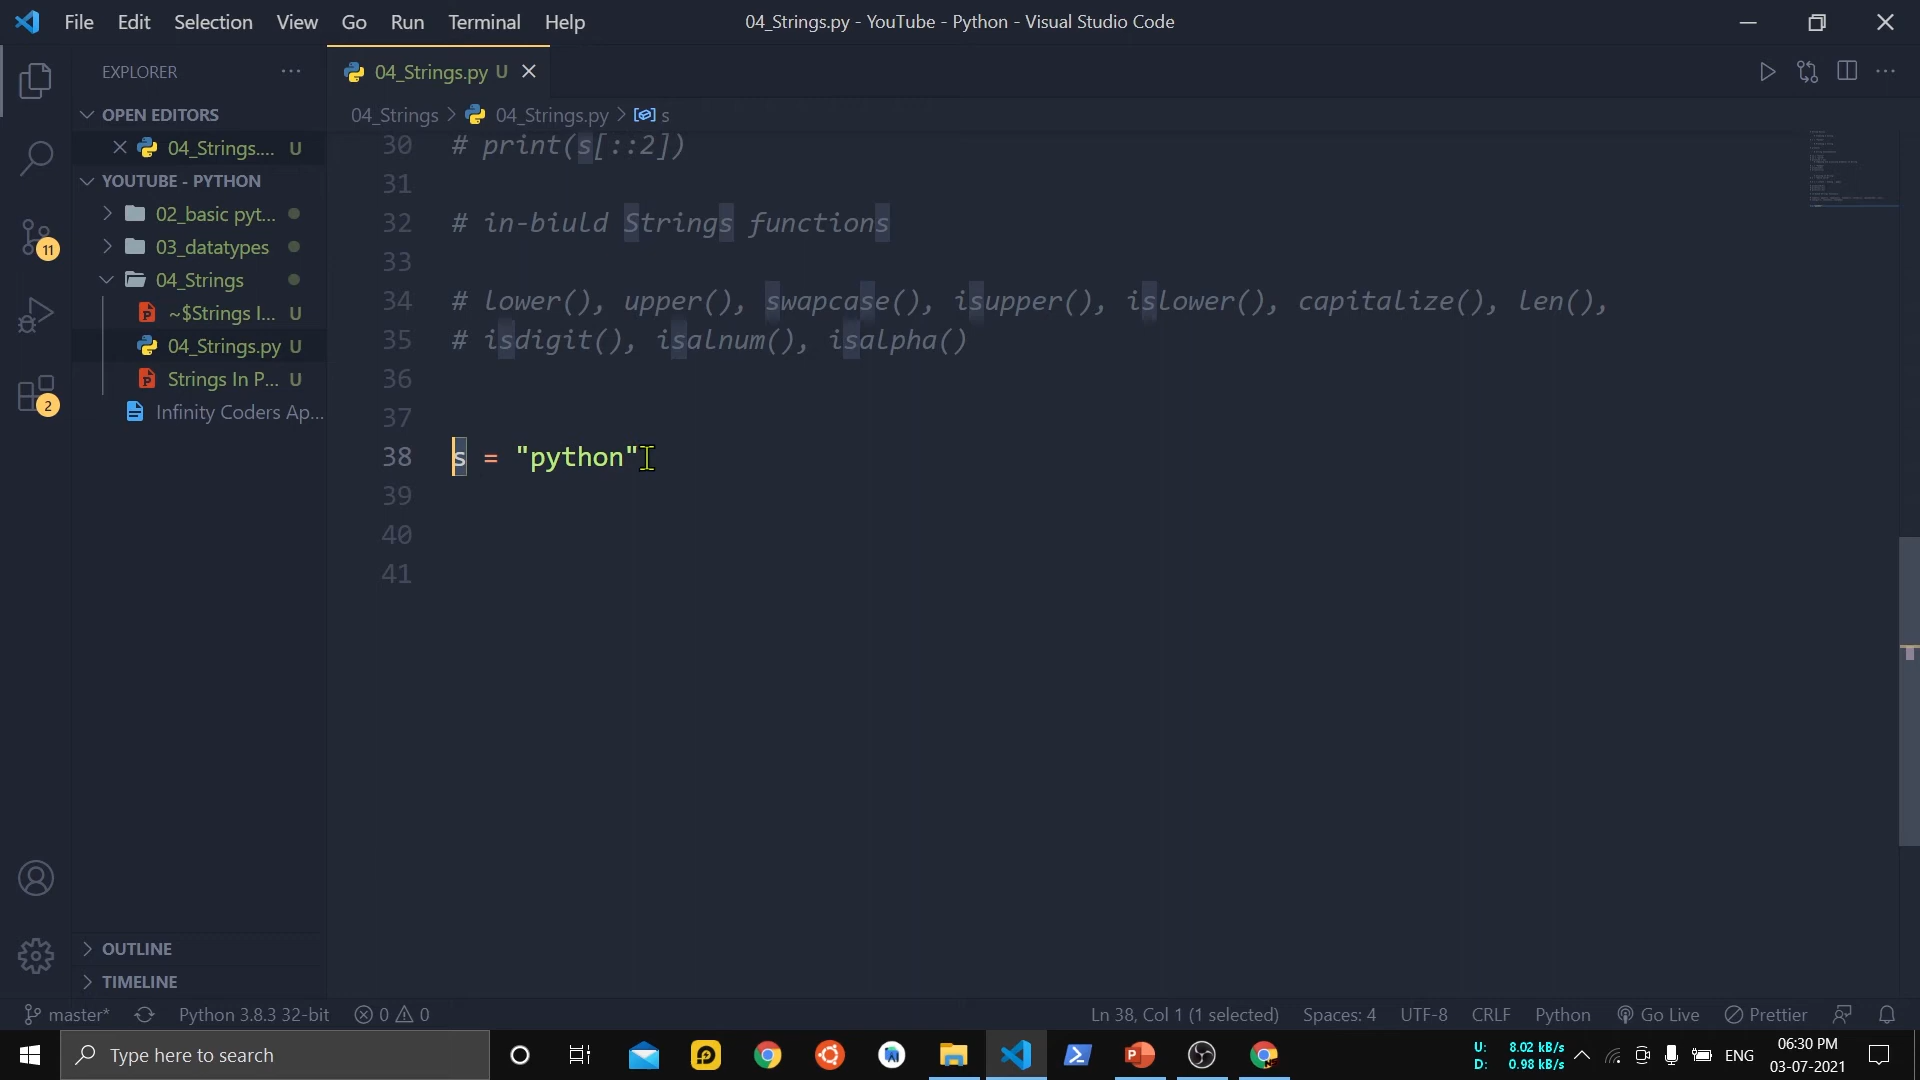 File Edit Selection View Go Run Terminal Help
04_Strings.py - YouTube - Python - Visual Studio Code
EXPLORER
04_Strings.py U
OPEN EDITORS
04_Strings > 04_Strings.py > s
04_Strings.... U
YOUTUBE - PYTHON
02_basic pyt...
03_datatypes
04_Strings
~$Strings I... U
04_Strings.py U
Strings In P... U
Infinity Coders Ap...
11
2
30 # print(s[::2])
31
32 # in-biuld Strings functions
33
34 # lower(), upper(), swapcase(), isupper(), islower(), capitalize(), len(),
35 # isdigit(), isalnum(), isalpha()
36
37
38 s = "python"
39
40
41
OUTLINE
TIMELINE
master* Python 3.8.3 32-bit 0 0 Ln 38, Col 1 (1 selected) Spaces: 4 UTF-8 CRLF Python Go Live Prettier
Type here to search
U: 8.02 kB/s
D: 0.98 kB/s
ENG
06:30 PM
03-07-2021